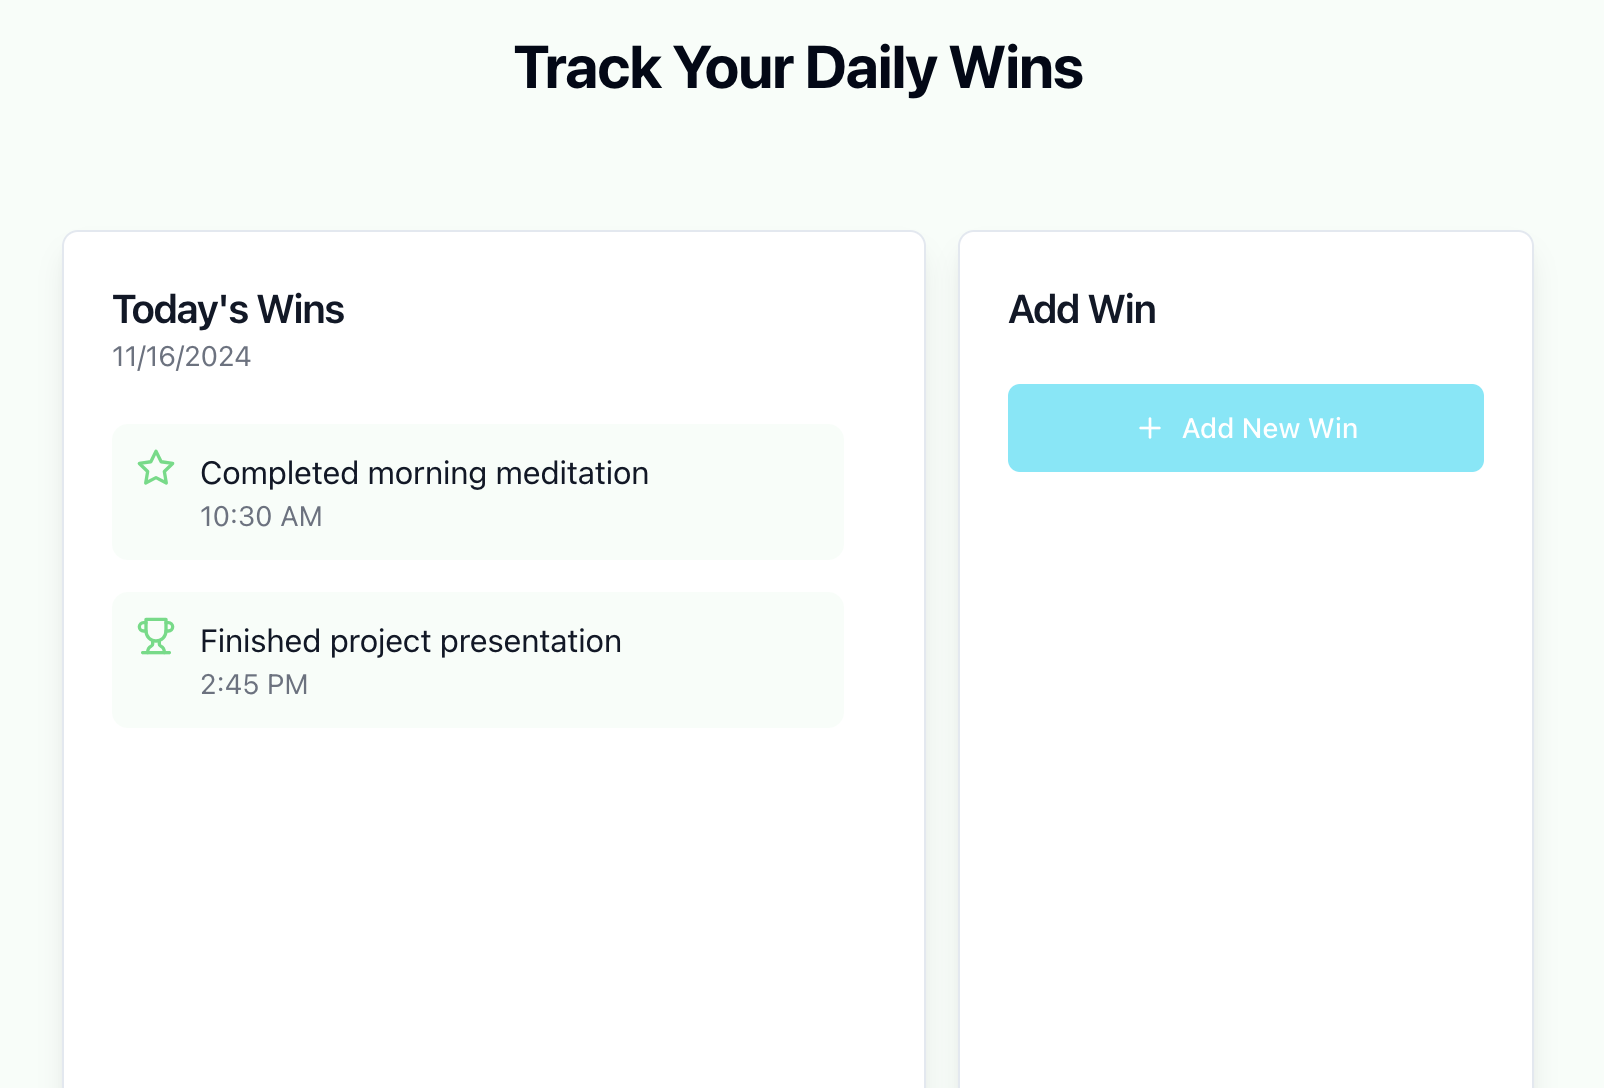 Track Your Daily Wins
Today's Wins
11/16/2024
Completed morning meditation
10:30 AM
Finished project presentation
2:45 PM
Add Win
Add New Win